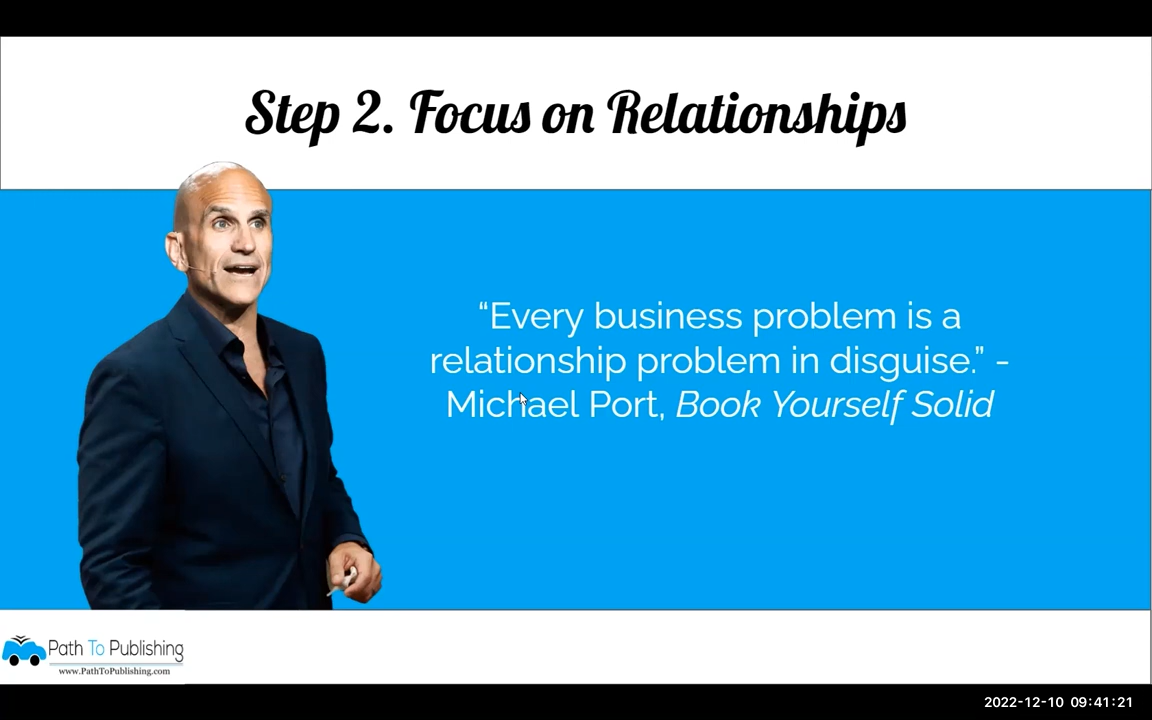 Step 2. Focus on Relationships
“Every business problem is a
relationship problem in disguise.” -
Michael Port, Book Yourself Solid
Path To Publishing
www.PathToPublishing.com
2022-12-10 09:41:21